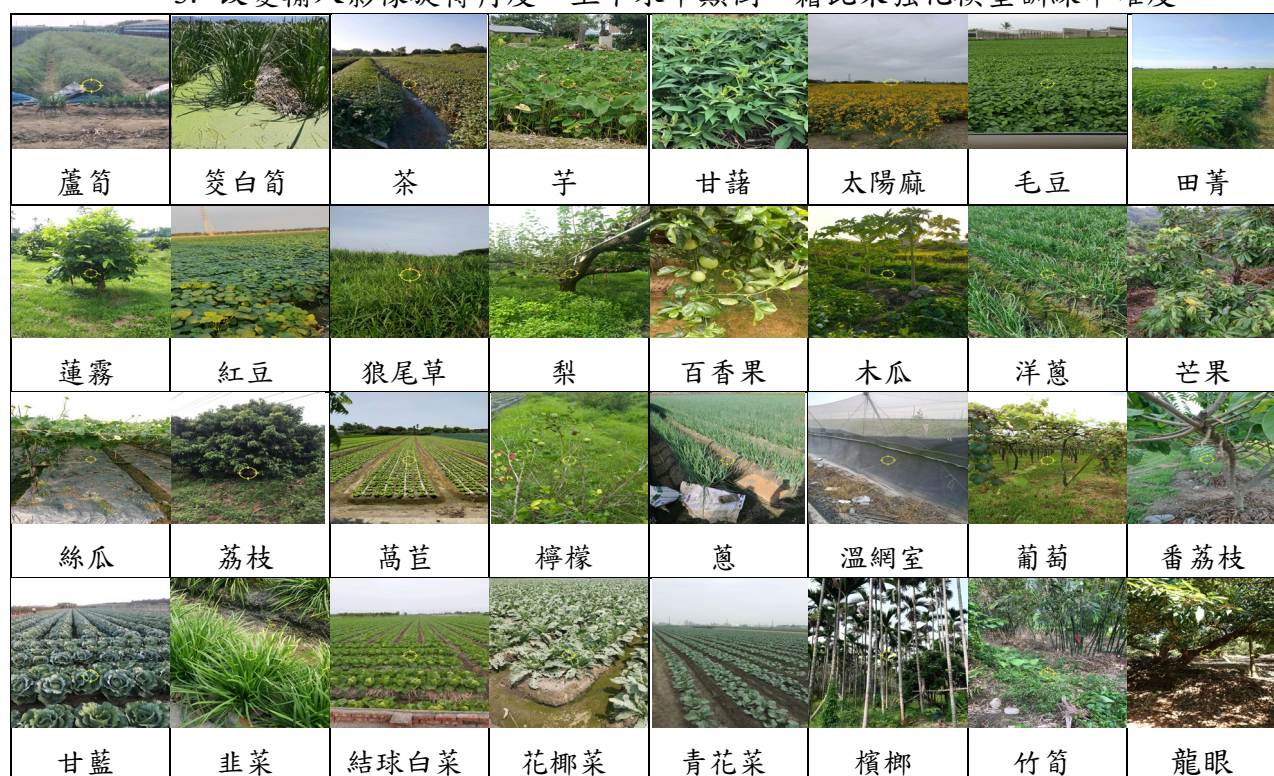 蘆筍 筊白筍 茶 芋 甘藷 太陽麻 毛豆 田菁
蓮霧 紅豆 狼尾草 梨 百香果 木瓜 洋蔥 芒果
絲瓜 荔枝 萵苣 檸檬 蔥 溫網室 葡萄 番荔枝
甘藍 韭菜 結球白菜 花椰菜 青花菜 檳榔 竹筍 龍眼